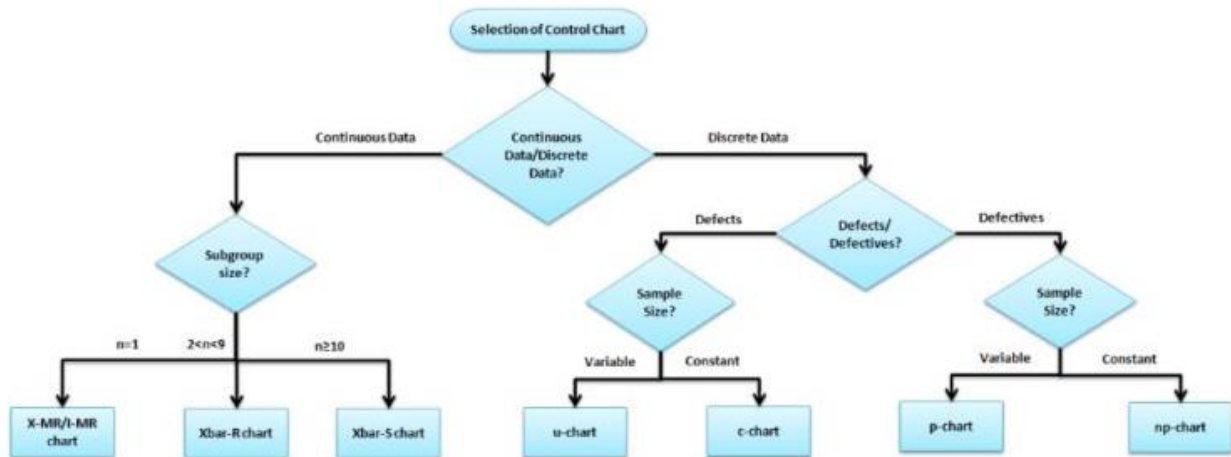 Selection of Control Chart
Continuous Data
Continuous
Data/Discrete
Data?
Discrete Data
Defects
Defects/
Defectives?
Defectives
Subgroup
size?
Sample
Size?
Sample
Size?
n=1
2<n<9
n≥10
Variable
Constant
Variable
Constant
X-MR/I-MR
chart
Xbar-R chart
Xbar-S chart
u-chart
c-chart
p-chart
np-chart